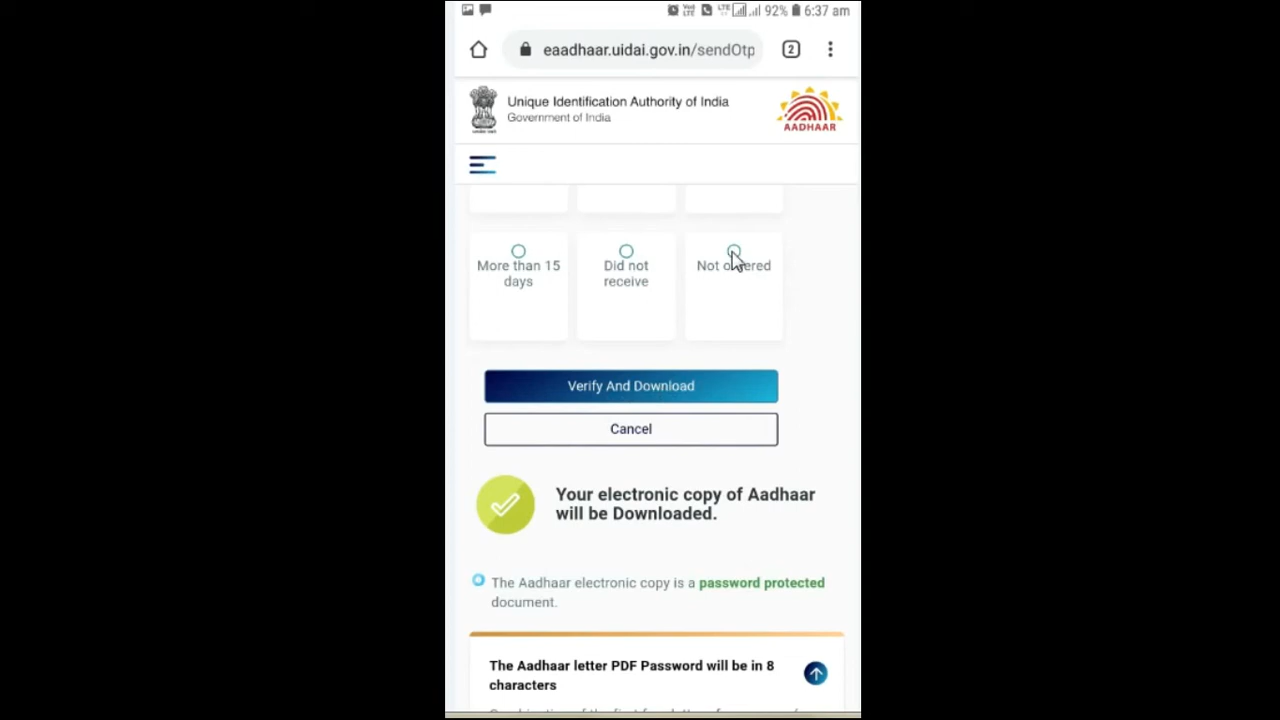 92% 6:37 am
eaadhaar.uidai.gov.in/sendOtp 2
Unique Identification Authority of India
Government of India
AADHAAR
More than 15
days
Did not
receive
Not ordered
Verify And Download
Cancel
Your electronic copy of Aadhaar
will be Downloaded.
The Aadhaar electronic copy is a password protected
document.
The Aadhaar letter PDF Password will be in 8
characters